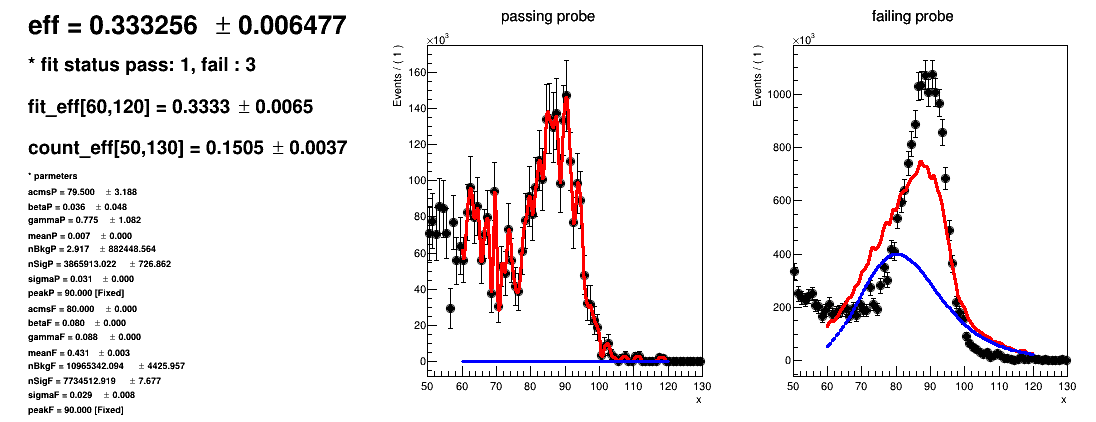 eff = 0.333256 ± 0.006477
* fit status pass: 1, fail : 3
fit_eff[60,120] = 0.3333 ± 0.0065
count_eff[50,130] = 0.1505 ± 0.0037
* parmeters
acmsP = 79.500 ± 3.188
betaP = 0.036 ± 0.048
gammaP = 0.775 ± 1.082
meanP = 0.007 ± 0.000
nBkgP = 2.917 ± 882448.564
nSigP = 3865913.022 ± 726.862
sigmaP = 0.031 ± 0.000
peakP = 90.000 [Fixed]
acmsF = 80.000 ± 0.000
betaF = 0.080 ± 0.000
gammaF = 0.088 ± 0.000
meanF = 0.431 ± 0.003
nBkgF = 10965342.094 ± 4425.957
nSigF = 7734512.919 ± 7.677
sigmaF = 0.029 ± 0.008
peakF = 90.000 [Fixed]
passing probe
×10³
Events / ( 1 )
160
140
120
100
80
60
40
20
0
50 60 70 80 90 100 110 120 130
x
failing probe
×10³
Events / ( 1 )
1000
800
600
400
200
0
50 60 70 80 90 100 110 120 130
x